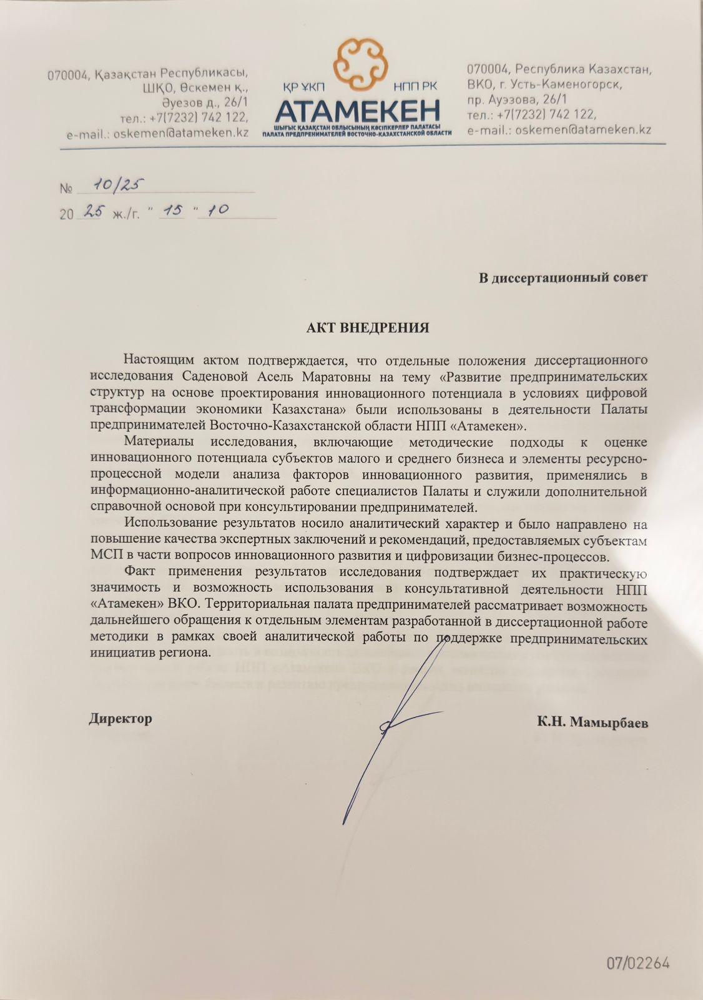 070004, Қазақстан Республикасы,
ШҚО, Өскемен қ.,
Әуезов д., 26/1
тел.: +7(7232) 742 122,
e-mail.: oskemen@atameken.kz
ҚР ҰКП НПП РК
АТАМЕКЕН
ШЫҒЫС ҚАЗАҚСТАН ОБЛЫСЫНЫҢ КӘСІПКЕРЛЕР ПАЛАТАСЫ
ПАЛАТА ПРЕДПРИНИМАТЕЛЕЙ ВОСТОЧНО-КАЗАХСТАНСКОЙ ОБЛАСТИ
070004, Республика Казахстан,
ВКО, г. Усть-Каменогорск,
пр. Ауэзова, 26/1
тел.: +7(7232) 742 122,
e-mail.: oskemen@atameken.kz
№ 10/25
20 25 ж./г. " 15 " 10
В диссертационный совет
АКТ ВНЕДРЕНИЯ
Настоящим актом подтверждается, что отдельные положения диссертационного
исследования Саденовой Асель Маратовны на тему «Развитие предпринимательских
структур на основе проектирования инновационного потенциала в условиях цифровой
трансформации экономики Казахстана» были использованы в деятельности Палаты
предпринимателей Восточно-Казахстанской области НПП «Атамекен».
Материалы исследования, включающие методические подходы к оценке
инновационного потенциала субъектов малого и среднего бизнеса и элементы ресурсно-
процессной модели анализа факторов инновационного развития, применялись в
информационно-аналитической работе специалистов Палаты и служили дополнительной
справочной основой при консультировании предпринимателей.
Использование результатов носило аналитический характер и было направлено на
повышение качества экспертных заключений и рекомендаций, предоставляемых субъектам
МСП в части вопросов инновационного развития и цифровизации бизнес-процессов.
Факт применения результатов исследования подтверждает их практическую
значимость и возможность использования в консультативной деятельности НПП
«Атамекен» ВКО. Территориальная палата предпринимателей рассматривает возможность
дальнейшего обращения к отдельным элементам разработанной в диссертационной работе
методики в рамках своей аналитической работы по поддержке предпринимательских
инициатив региона.
Директор К.Н. Мамырбаев
07/02264